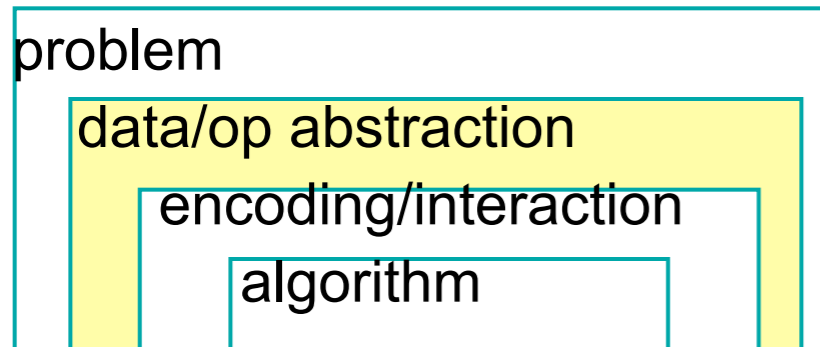 problem
data/op abstraction
encoding/interaction
algorithm